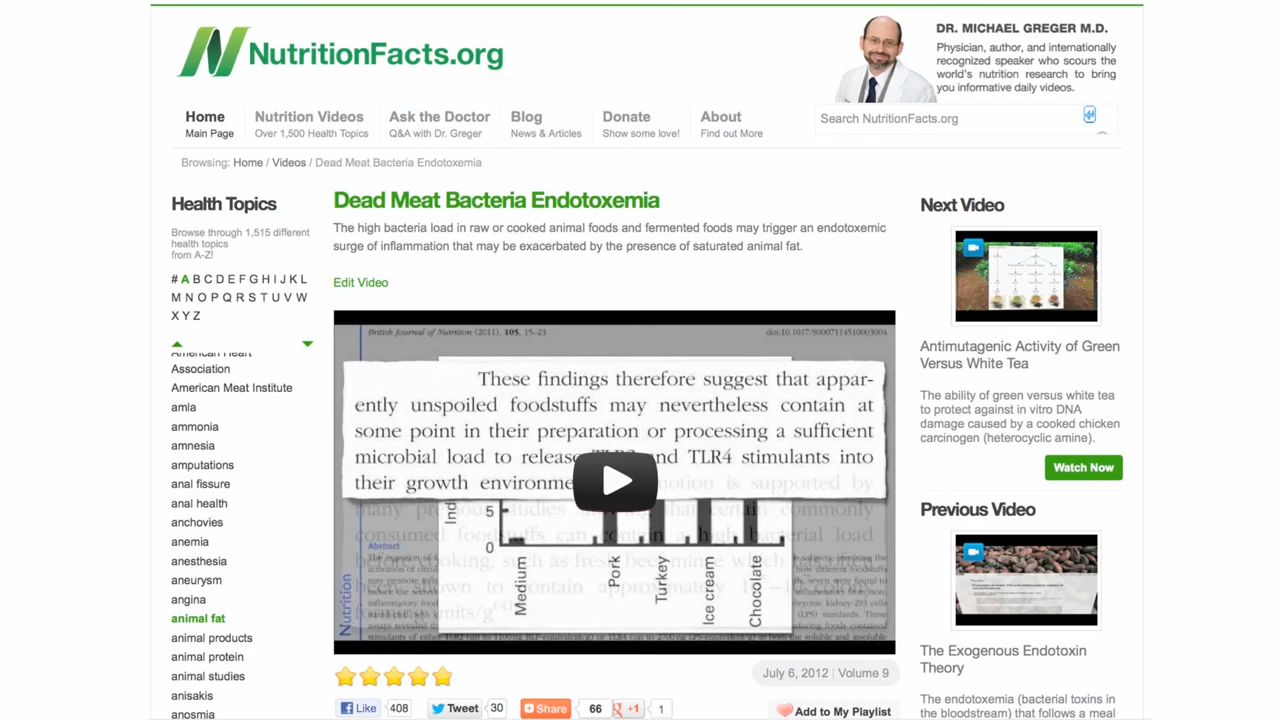 NutritionFacts.org
DR. MICHAEL GREGER M.D.
Physician, author, and internationally
recognized speaker who scours the
world's nutrition research to bring
you informative daily videos.
Home
Main Page
Nutrition Videos
Over 1,500 Health Topics
Ask the Doctor
Q&A with Dr. Greger
Blog
News & Articles
Donate
Show some love!
About
Find out More
Search NutritionFacts.org
Browsing: Home / Videos / Dead Meat Bacteria Endotoxemia
Health Topics
Browse through 1,515 different
health topics
from A-Z!
# A B C D E F G H I J K L
M N O P Q R S T U V W
X Y Z
American Heart
Association
American Meat Institute
amla
ammonia
amnesia
amputations
anal fissure
anal health
anchovies
anemia
anesthesia
aneurysm
angina
animal fat
animal products
animal protein
animal studies
anisakis
anosmia
Dead Meat Bacteria Endotoxemia
The high bacteria load in raw or cooked animal foods and fermented foods may trigger an endotoxemic
surge of inflammation that may be exacerbated by the presence of saturated animal fat.
Edit Video
British Journal of Nutrition (2011), 105, 15–23
These findings therefore suggest that appar-
ently unspoiled foodstuffs may nevertheless contain at
some point in their preparation or processing a sufficient
microbial load to release and TLR4 stimulants into
their growth
5
0
Medium
Pork
Turkey
Ice cream
Chocolate
Abstract
Nutrition
July 6, 2012 | Volume 9
Like 408
Tweet 30
Share 66
+1 1
Add to My Playlist
Next Video
Antimutagenic Activity of Green
Versus White Tea
The ability of green versus white tea
to protect against in vitro DNA
damage caused by a cooked chicken
carcinogen (heterocyclic amine).
Watch Now
Previous Video
The Exogenous Endotoxin
Theory
The endotoxemia (bacterial toxins in
the bloodstream) that follows a meal